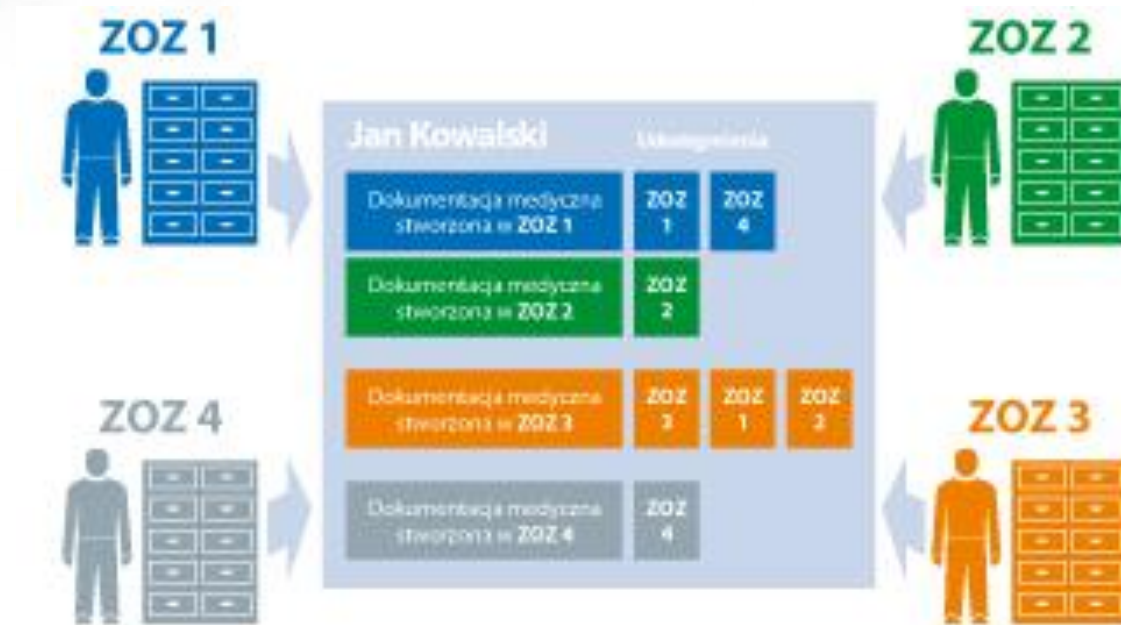 ZOZ 1
ZOZ 2
Jan Kowalski
Udostępnienia
Dokumentacja medyczna
stworzona w ZOZ 1
ZOZ
1
ZOZ
4
Dokumentacja medyczna
stworzona w ZOZ 2
ZOZ
2
ZOZ 4
ZOZ 3
Dokumentacja medyczna
stworzona w ZOZ 3
ZOZ
3
ZOZ
1
ZOZ
2
Dokumentacja medyczna
stworzona w ZOZ 4
ZOZ
4